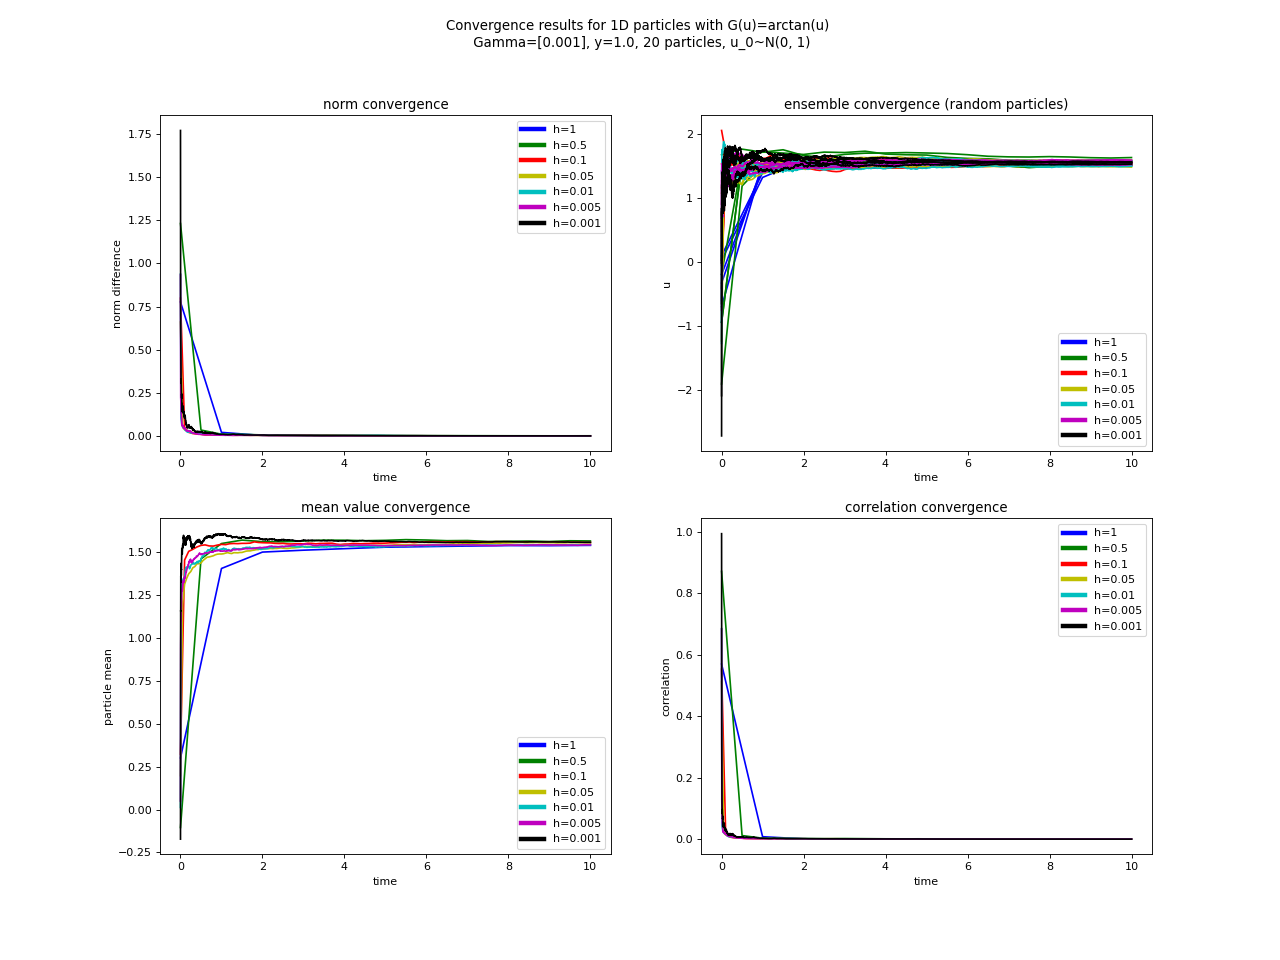 Convergence results for 1D particles with G(u)=arctan(u)
Gamma=[0.001], y=1.0, 20 particles, u_0~N(0, 1)
norm convergence
norm difference
1.75
1.50
1.25
1.00
0.75
0.50
0.25
0.00
0 2 4 6 8 10
time
h=1
h=0.5
h=0.1
h=0.05
h=0.01
h=0.005
h=0.001
ensemble convergence (random particles)
u
2
1
0
−1
−2
0 2 4 6 8 10
time
h=1
h=0.5
h=0.1
h=0.05
h=0.01
h=0.005
h=0.001
mean value convergence
particle mean
1.50
1.25
1.00
0.75
0.50
0.25
0.00
−0.25
0 2 4 6 8 10
time
h=1
h=0.5
h=0.1
h=0.05
h=0.01
h=0.005
h=0.001
correlation convergence
correlation
1.0
0.8
0.6
0.4
0.2
0.0
0 2 4 6 8 10
time
h=1
h=0.5
h=0.1
h=0.05
h=0.01
h=0.005
h=0.001